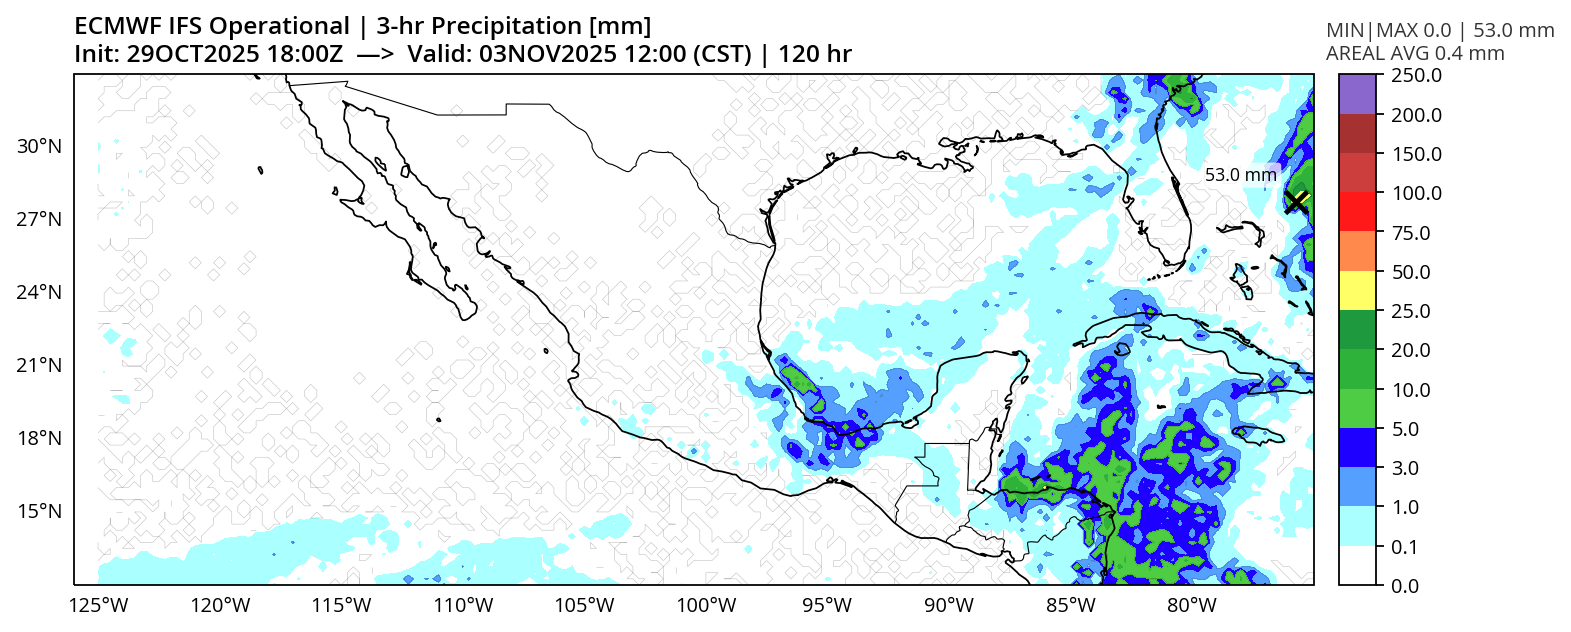 ECMWF IFS Operational | 3-hr Precipitation [mm]
Init: 29OCT2025 18:00Z —> Valid: 03NOV2025 12:00 (CST) | 120 hr
MIN|MAX 0.0 | 53.0 mm
AREAL AVG 0.4 mm
30°N
27°N
24°N
21°N
18°N
15°N
53.0 mm
125°W
120°W
115°W
110°W
105°W
100°W
95°W
90°W
85°W
80°W
250.0
200.0
150.0
100.0
75.0
50.0
25.0
20.0
10.0
5.0
3.0
1.0
0.1
0.0